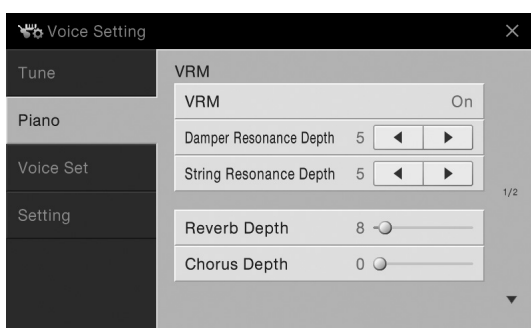 Voice Setting
Tune
Piano
Voice Set
Setting
VRM
VRM On
Damper Resonance Depth 5
String Resonance Depth 5
Reverb Depth 8
Chorus Depth 0
1/2